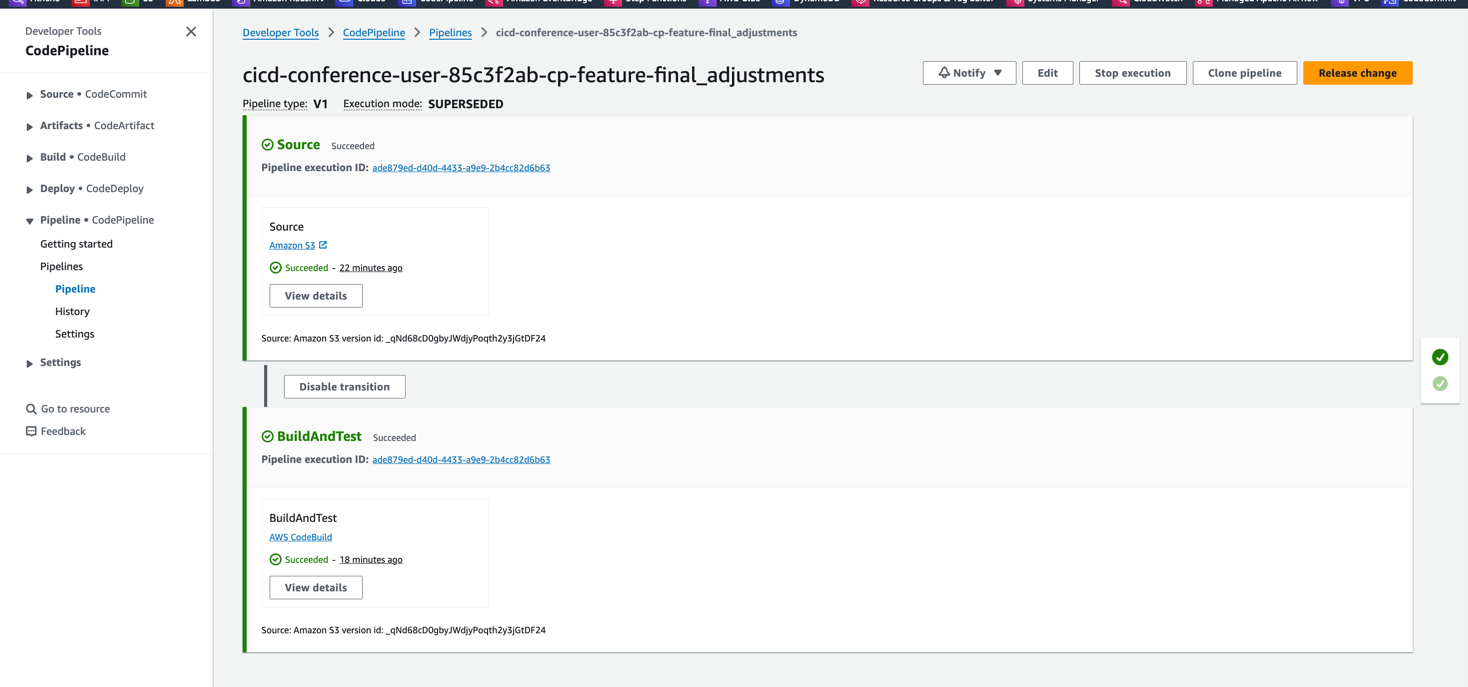 Developer Tools
CodePipeline
Source • CodeCommit
Artifacts • CodeArtifact
Build • CodeBuild
Deploy • CodeDeploy
Pipeline • CodePipeline
Getting started
Pipelines
Pipeline
History
Settings
Settings
Go to resource
Feedback
Developer Tools > CodePipeline > Pipelines > cicd-conference-user-85c3f2ab-cp-feature-final_adjustments
cicd-conference-user-85c3f2ab-cp-feature-final_adjustments
Notify Edit Stop execution Clone pipeline Release change
Pipeline type: V1 Execution mode: SUPERSEDED
Source Succeeded
Pipeline execution ID: ade879ed-d40d-4433-a9e9-2b4cc82d6b63
Source
Amazon S3
Succeeded - 22 minutes ago
View details
Source: Amazon S3 version id: _qNd68cD0gbyJWdjyPoqth2y3jGtDF24
Disable transition
BuildAndTest Succeeded
Pipeline execution ID: ade879ed-d40d-4433-a9e9-2b4cc82d6b63
BuildAndTest
AWS CodeBuild
Succeeded - 18 minutes ago
View details
Source: Amazon S3 version id: _qNd68cD0gbyJWdjyPoqth2y3jGtDF24